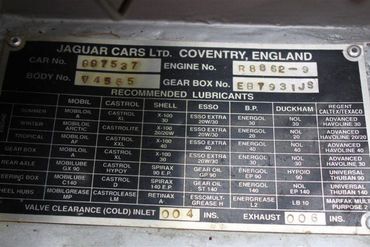 JAGUAR CARS LTD. COVENTRY, ENGLAND
CAR NO. ENGINE NO. R8862-9
BODY NO. V4585 GEAR BOX NO. EB7931JS
RECOMMENDED LUBRICANTS
MOBIL CASTROL SHELL ESSO B.P. DUCKHAM REGENT CALTEX/TEXACO
SUMMER MOBILOIL A CASTROL XL X-100 30 ESSO EXTRA 20W/30 ENERGOL 30 NOL 30 ADVANCED HAVOLINE 30
WINTER MOBILOIL ARCTIC CASTROLITE X-100 20/20W ESSO EXTRA 20W/30 ENERGOL 20W NOL 20 ADVANCED HAVOLINE 20/20
TROPICAL MOBILOIL AF CASTROL XXL X-100 40 ESSO EXTRA ENERGOL 40 NOL 40 ADVANCED
GEAR BOX MOBILOIL A CASTROL XL X-100 30 ESSO EXTRA 20W/30 ENERGOL 30 NOL 30 ADVANCED HAVOLINE 30
REAR AXLE MOBILUBE GX 90 CASTROL HYPOY SPIRAX 90 E.P. ESSO GEAR OIL GP 90 ENERGOL EP 90 HYPOID 90 UNIVERSAL THUBAN 90
MOBILUBE C140 CASTROL D SPIRAX 140 E.P. ESSO GEAR OIL ST 140 ENERGOL EP 140 NOL EP 140 UNIVERSAL THUBAN 140
WHEEL HUBS MOBILGREASE MP CASTROLEASE LM RETINAX A ESSO MULTI-GREASE H ENERGREASE L2 LB 10 MARFAK MULTI PURPOSE 2
VALVE CLEARANCE (COLD) INLET .004 INS. EXHAUST .006 INS.